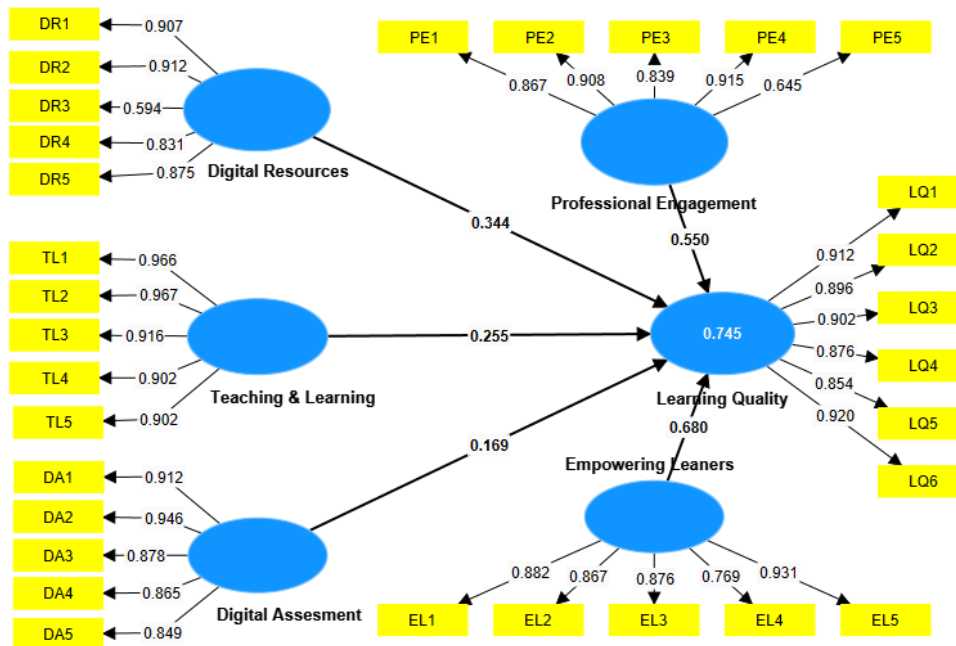 DR1
0.907
DR2
0.912
DR3
0.594
DR4
0.831
DR5
0.875
Digital Resources
0.344
PE1
PE2
PE3
PE4
PE5
0.867
0.908
0.839
0.915
0.645
Professional Engagement
0.550
TL1
0.966
TL2
0.967
TL3
0.916
TL4
0.902
TL5
0.902
Teaching & Learning
0.255
0.745
Learning Quality
LQ1
0.912
LQ2
0.896
LQ3
0.902
LQ4
0.876
LQ5
0.854
LQ6
0.920
DA1
0.912
DA2
0.946
DA3
0.878
DA4
0.865
DA5
0.849
Digital Assesment
0.169
0.680
Empowering Leaners
0.882
0.867
0.876
0.769
0.931
EL1
EL2
EL3
EL4
EL5